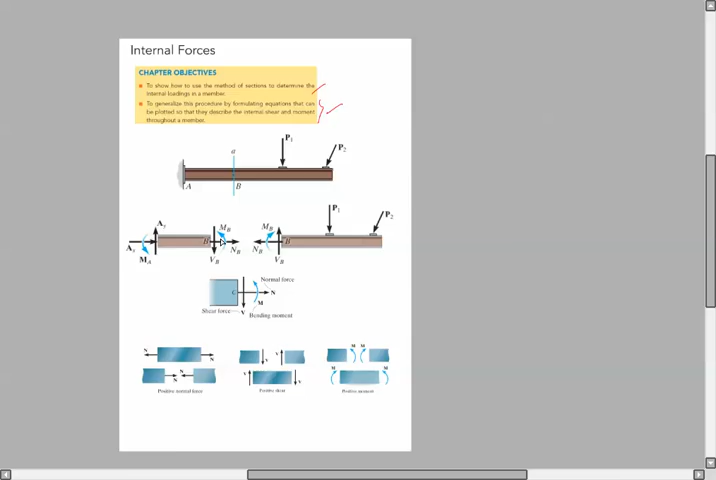 Internal Forces
CHAPTER OBJECTIVES
To show how to use the method of sections to determine the
internal loadings in a member.
To generalize this procedure by formulating equations that can
be plotted so that they describe the internal shear and moment
throughout a member.
P1
P2
a
A
B
P1
P2
Ay
MB
MB
B
B
Ax
NB
NB
MA
VB
VB
Normal force
C
N
M
Shear force
V
Bending moment
M
M
N
N
V
V
N
N
V
V
M
M
Positive normal force
Positive shear
Positive moment